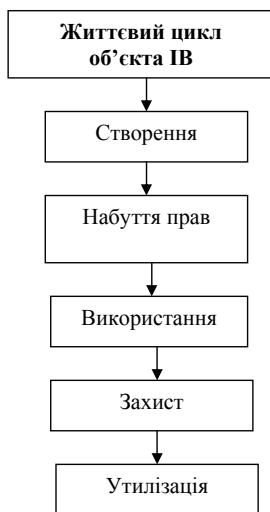 Життєвий цикл
об’єкта ІВ
Створення
Набуття прав
Використання
Захист
Утилізація